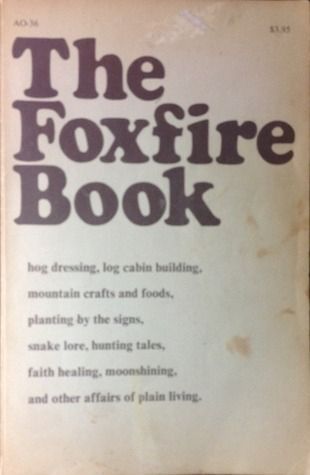 AO-36
$3.95
The
Foxfire
Book
hog dressing, log cabin building,
mountain crafts and foods,
planting by the signs,
snake lore, hunting tales,
faith healing, moonshining,
and other affairs of plain living.